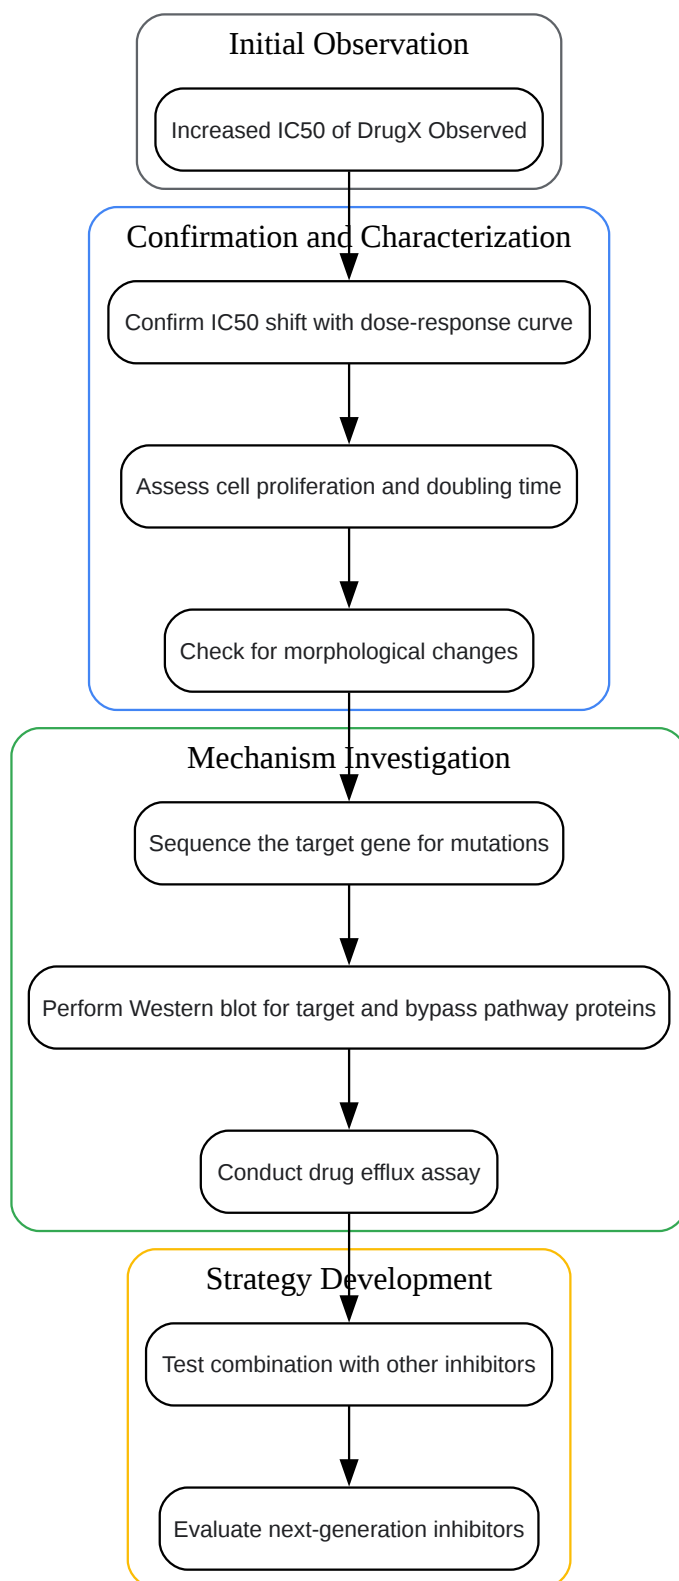 Initial Observation
Increased IC50 of DrugX Observed
Confirmation and Characterization
Confirm IC50 shift with dose-response curve
Assess cell proliferation and doubling time
Check for morphological changes
Mechanism Investigation
Sequence the target gene for mutations
Perform Western blot for target and bypass pathway proteins
Conduct drug efflux assay
Strategy Development
Test combination with other inhibitors
Evaluate next-generation inhibitors